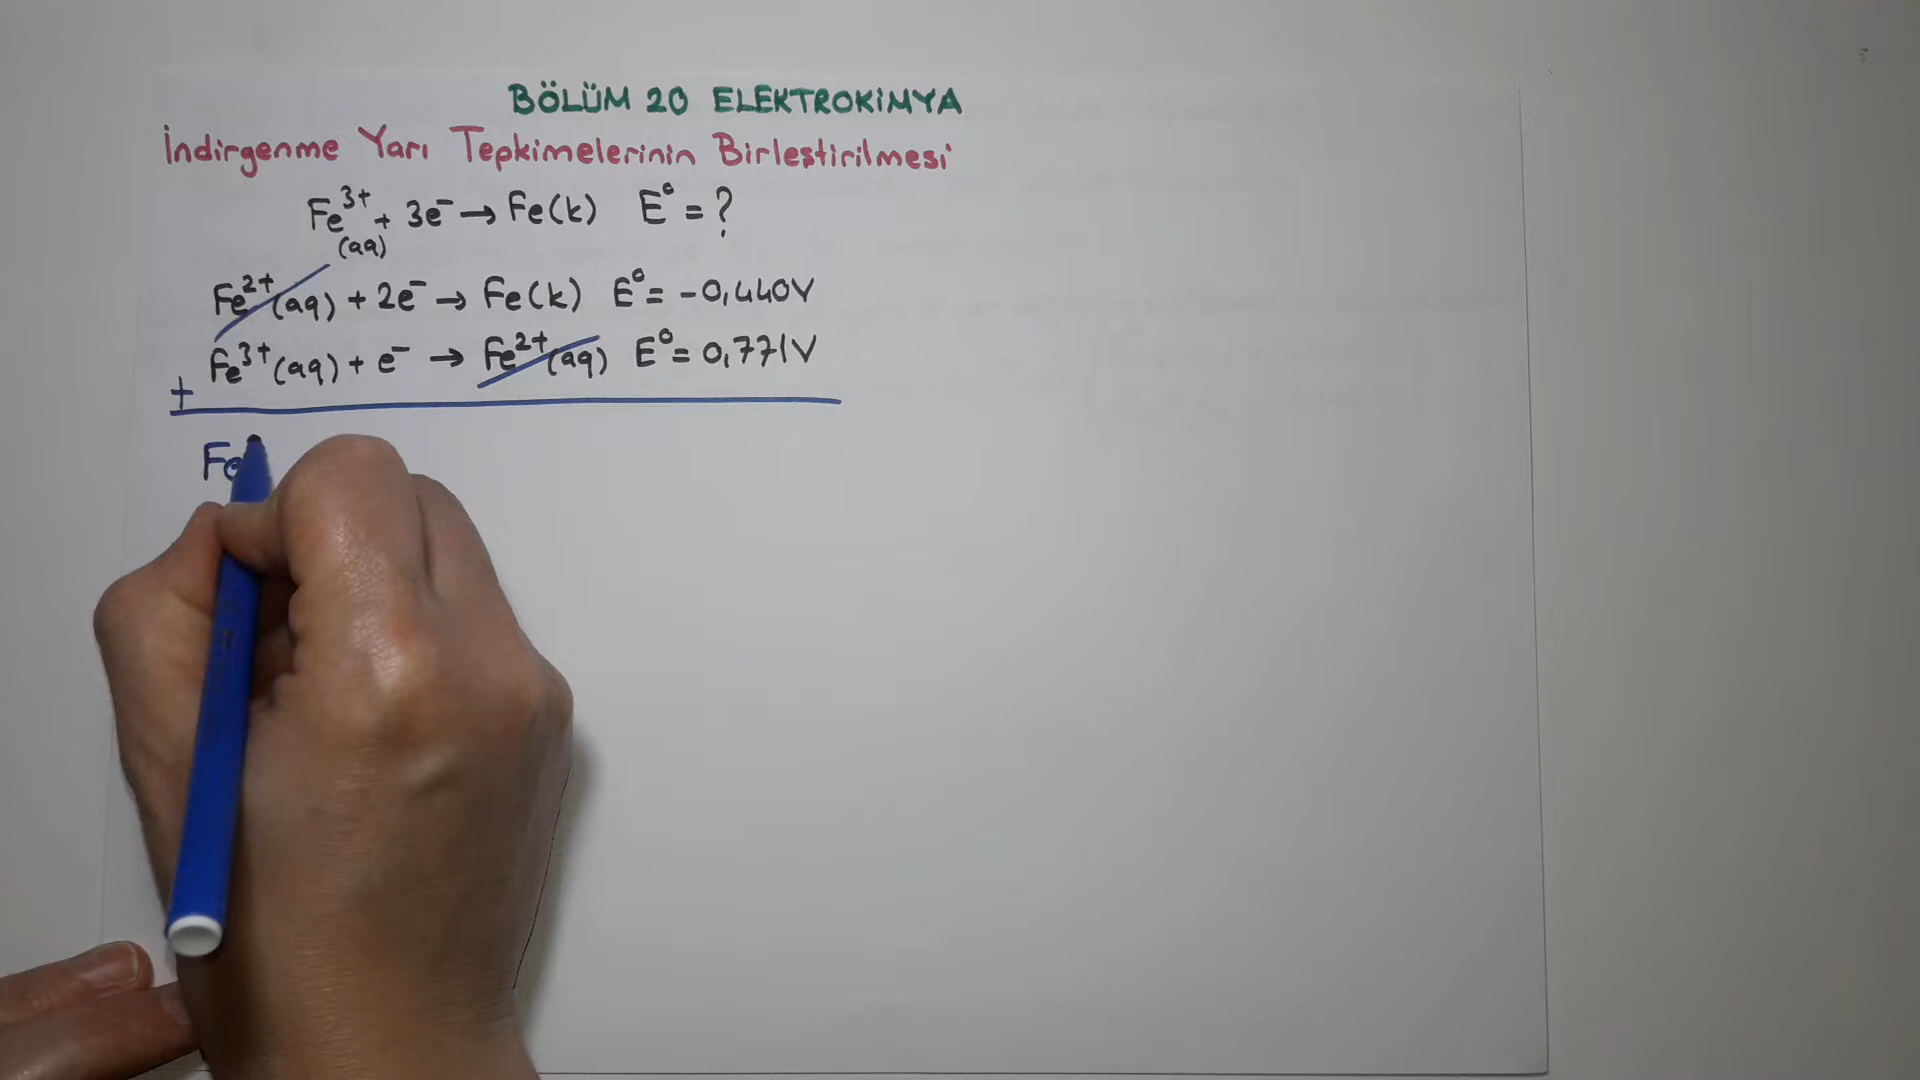 BÖLÜM 20 ELEKTROKİMYA
İndirgenme Yarı Tepkimelerinin Birleştirilmesi
Fe³⁺(aq) + 3e⁻ → Fe(k) E° = ?
Fe²⁺(aq) + 2e⁻ → Fe(k) E° = -0,440V
Fe³⁺(aq) + e⁻ → Fe²⁺(aq) E° = 0,771V
+
Fe